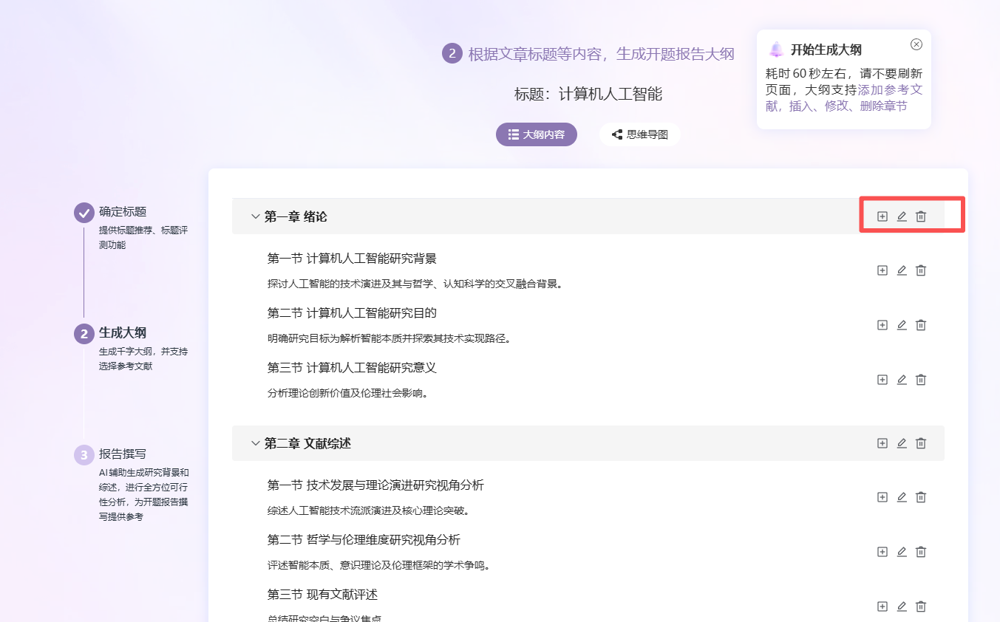 2 根据文章标题等内容，生成开题报告大纲
标题：计算机人工智能
大纲内容
思维导图
开始生成大纲
耗时60秒左右，请不要刷新
页面，大纲支持添加参考文
献，插入、修改、删除章节
确定标题
提供标题推荐、标题评
测功能
2 生成大纲
生成千字大纲，并支持
选择参考文献
3 报告撰写
AI辅助生成研究背景和
综述，进行全方位可行
性分析，为开题报告撰
写提供参考
第一章 绪论
第一节 计算机人工智能研究背景
探讨人工智能的技术演进及其与哲学、认知科学的交叉融合背景。
第二节 计算机人工智能研究目的
明确研究目标为解析智能本质并探索其技术实现路径。
第三节 计算机人工智能研究意义
分析理论创新价值及伦理社会影响。
第二章 文献综述
第一节 技术发展与理论演进研究视角分析
综述人工智能技术流派演进及核心理论突破。
第二节 哲学与伦理维度研究视角分析
评述智能本质、意识理论及伦理框架的学术争鸣。
第三节 现有文献评述
总结研究空白与争议焦点